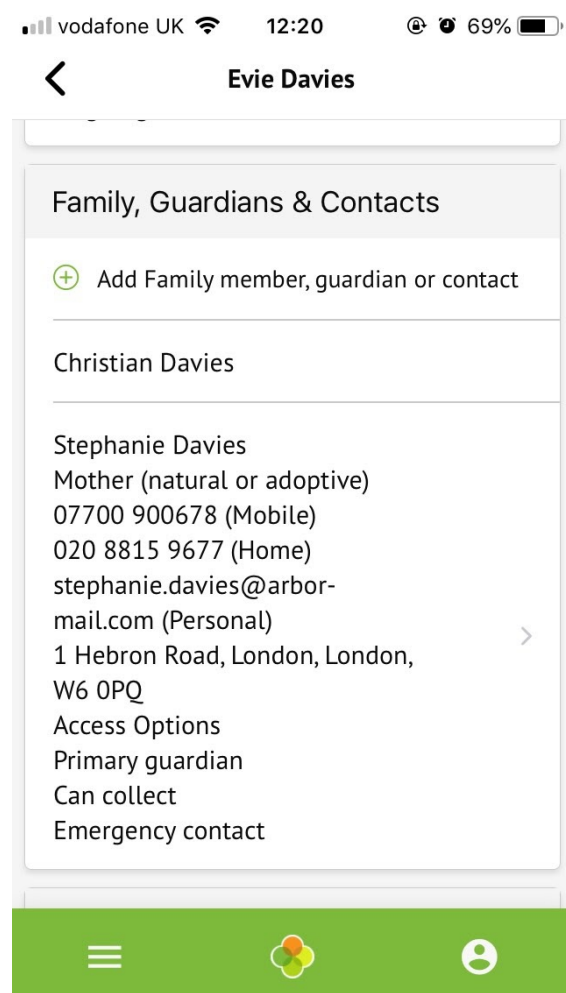 vodafone UK 12:20 69%
Evie Davies
Family, Guardians & Contacts
Add Family member, guardian or contact
Christian Davies
Stephanie Davies
Mother (natural or adoptive)
07700 900678 (Mobile)
020 8815 9677 (Home)
stephanie.davies@arbor-
mail.com (Personal)
1 Hebron Road, London, London,
W6 0PQ
Access Options
Primary guardian
Can collect
Emergency contact